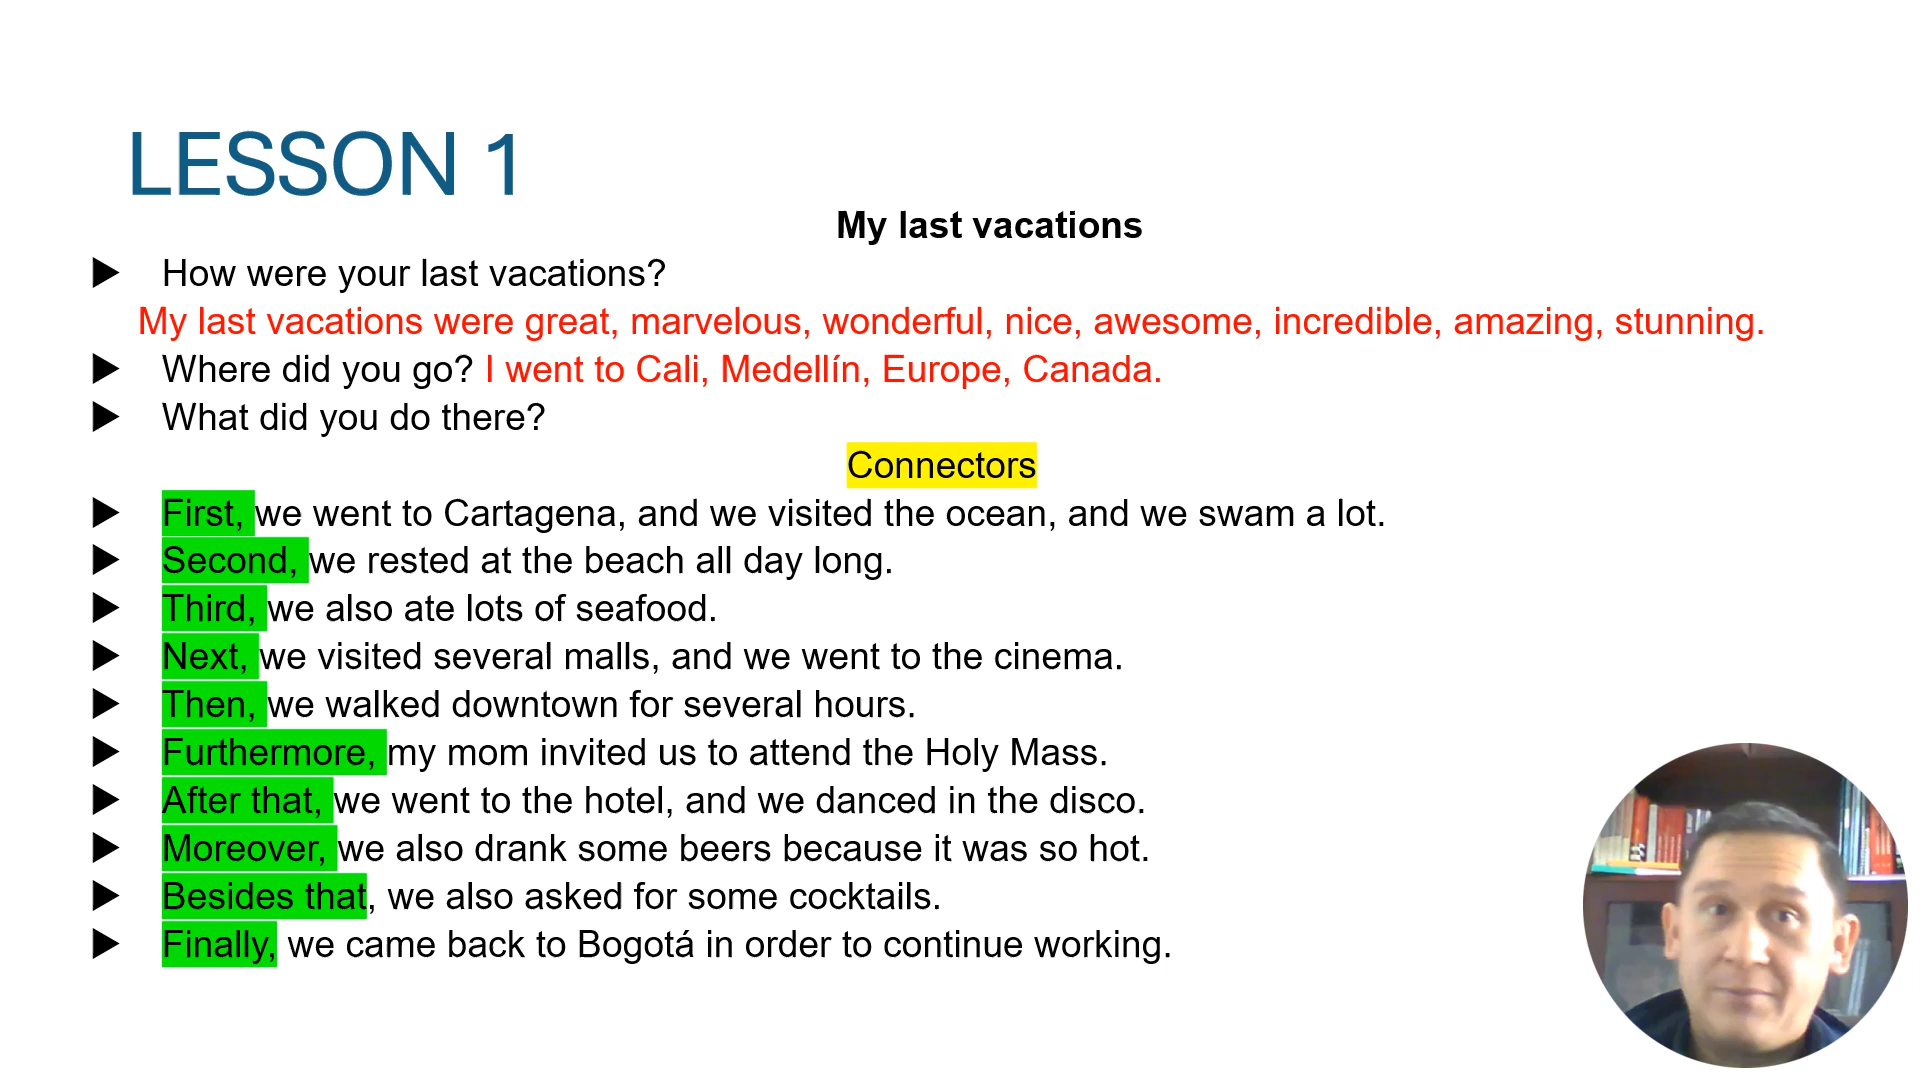 LESSON 1
My last vacations
How were your last vacations?
My last vacations were great, marvelous, wonderful, nice, awesome, incredible, amazing, stunning.
Where did you go? I went to Cali, Medellín, Europe, Canada.
What did you do there?
Connectors
First, we went to Cartagena, and we visited the ocean, and we swam a lot.
Second, we rested at the beach all day long.
Third, we also ate lots of seafood.
Next, we visited several malls, and we went to the cinema.
Then, we walked downtown for several hours.
Furthermore, my mom invited us to attend the Holy Mass.
After that, we went to the hotel, and we danced in the disco.
Moreover, we also drank some beers because it was so hot.
Besides that, we also asked for some cocktails.
Finally, we came back to Bogotá in order to continue working.